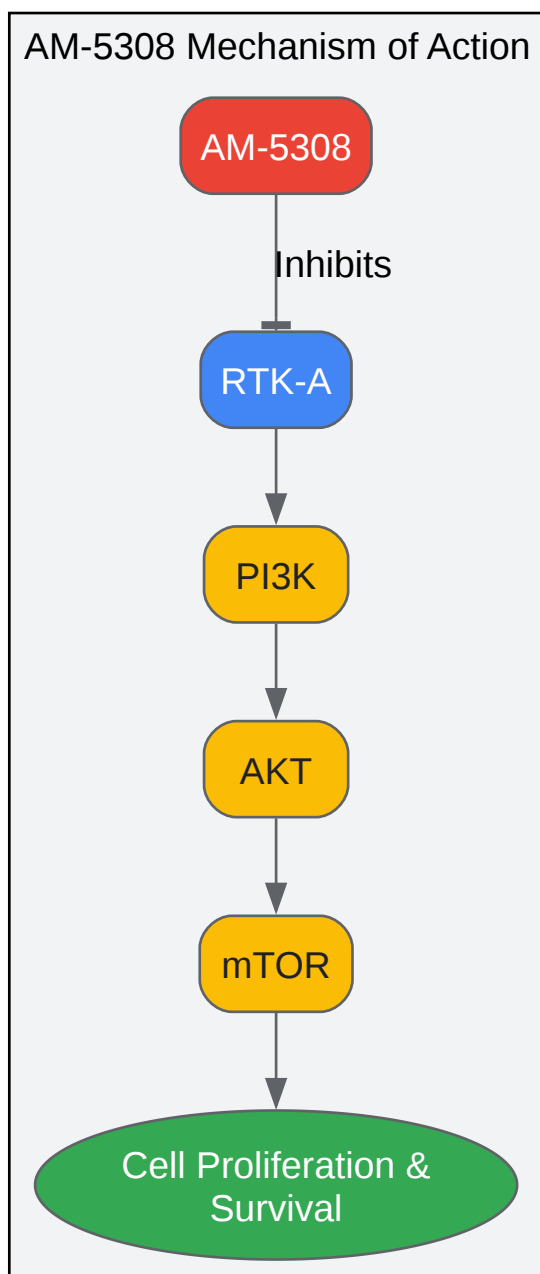 AM-5308 Mechanism of Action
AM-5308
Inhibits
RTK-A
PI3K
AKT
mTOR
Cell Proliferation &
Survival